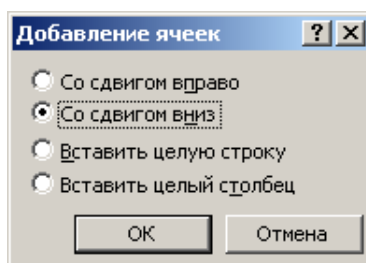 Добавление ячеек
Со сдвигом вправо
Со сдвигом вниз
Вставить целую строку
Вставить целый столбец
ОК Отмена